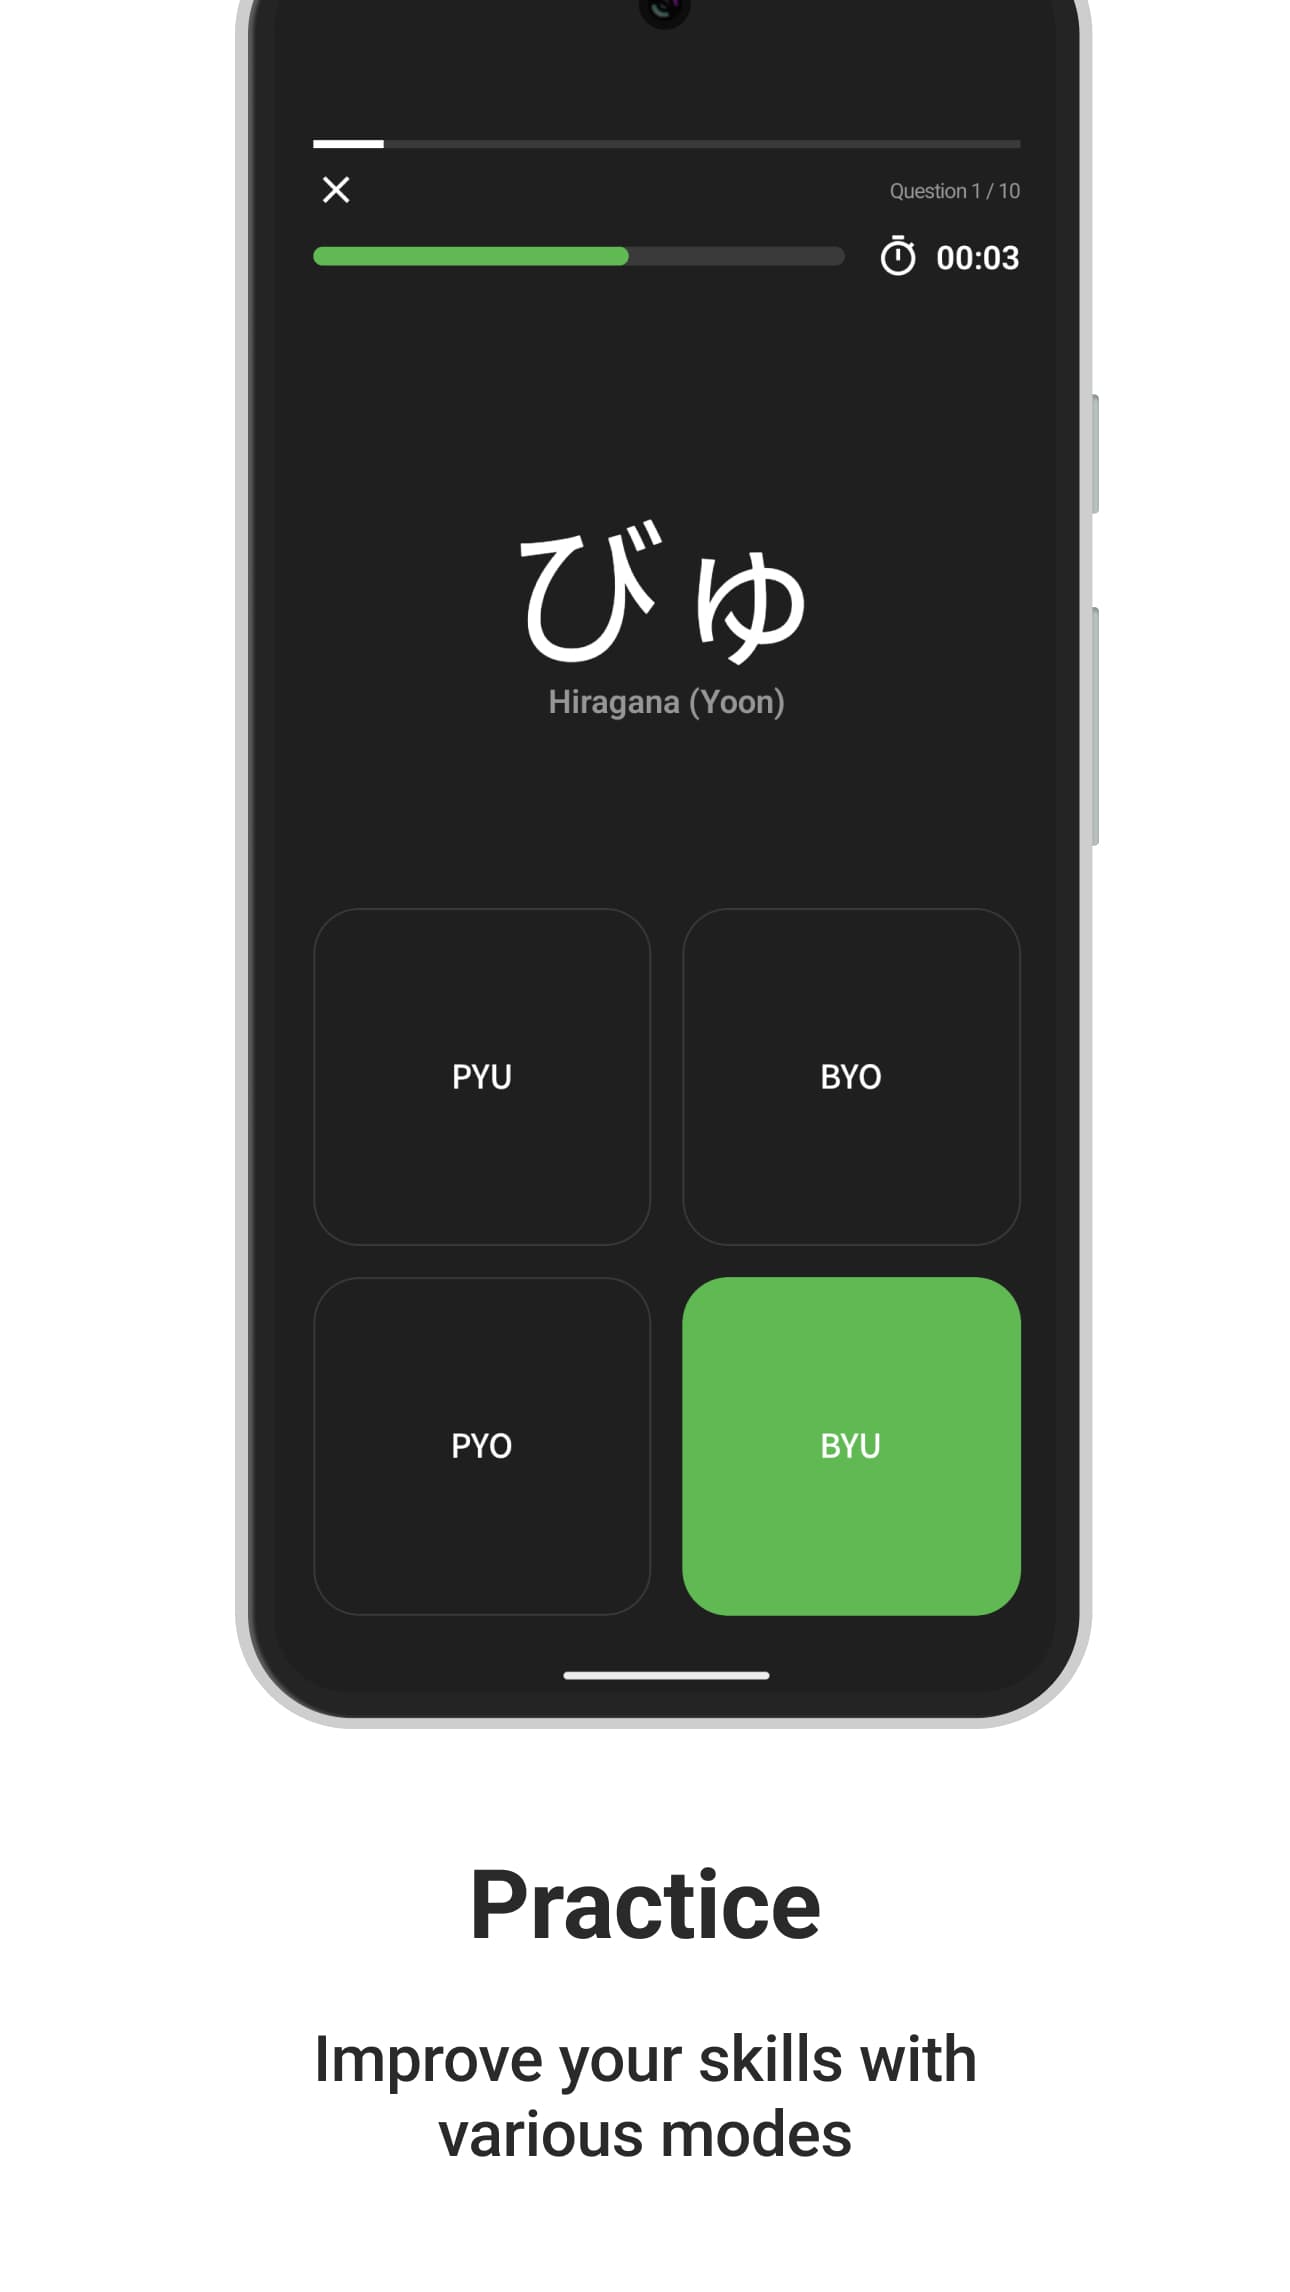 Question 1 / 10
00:03
びゅ
Hiragana (Yoon)
PYU
BYO
PYO
BYU
Practice
Improve your skills with
various modes